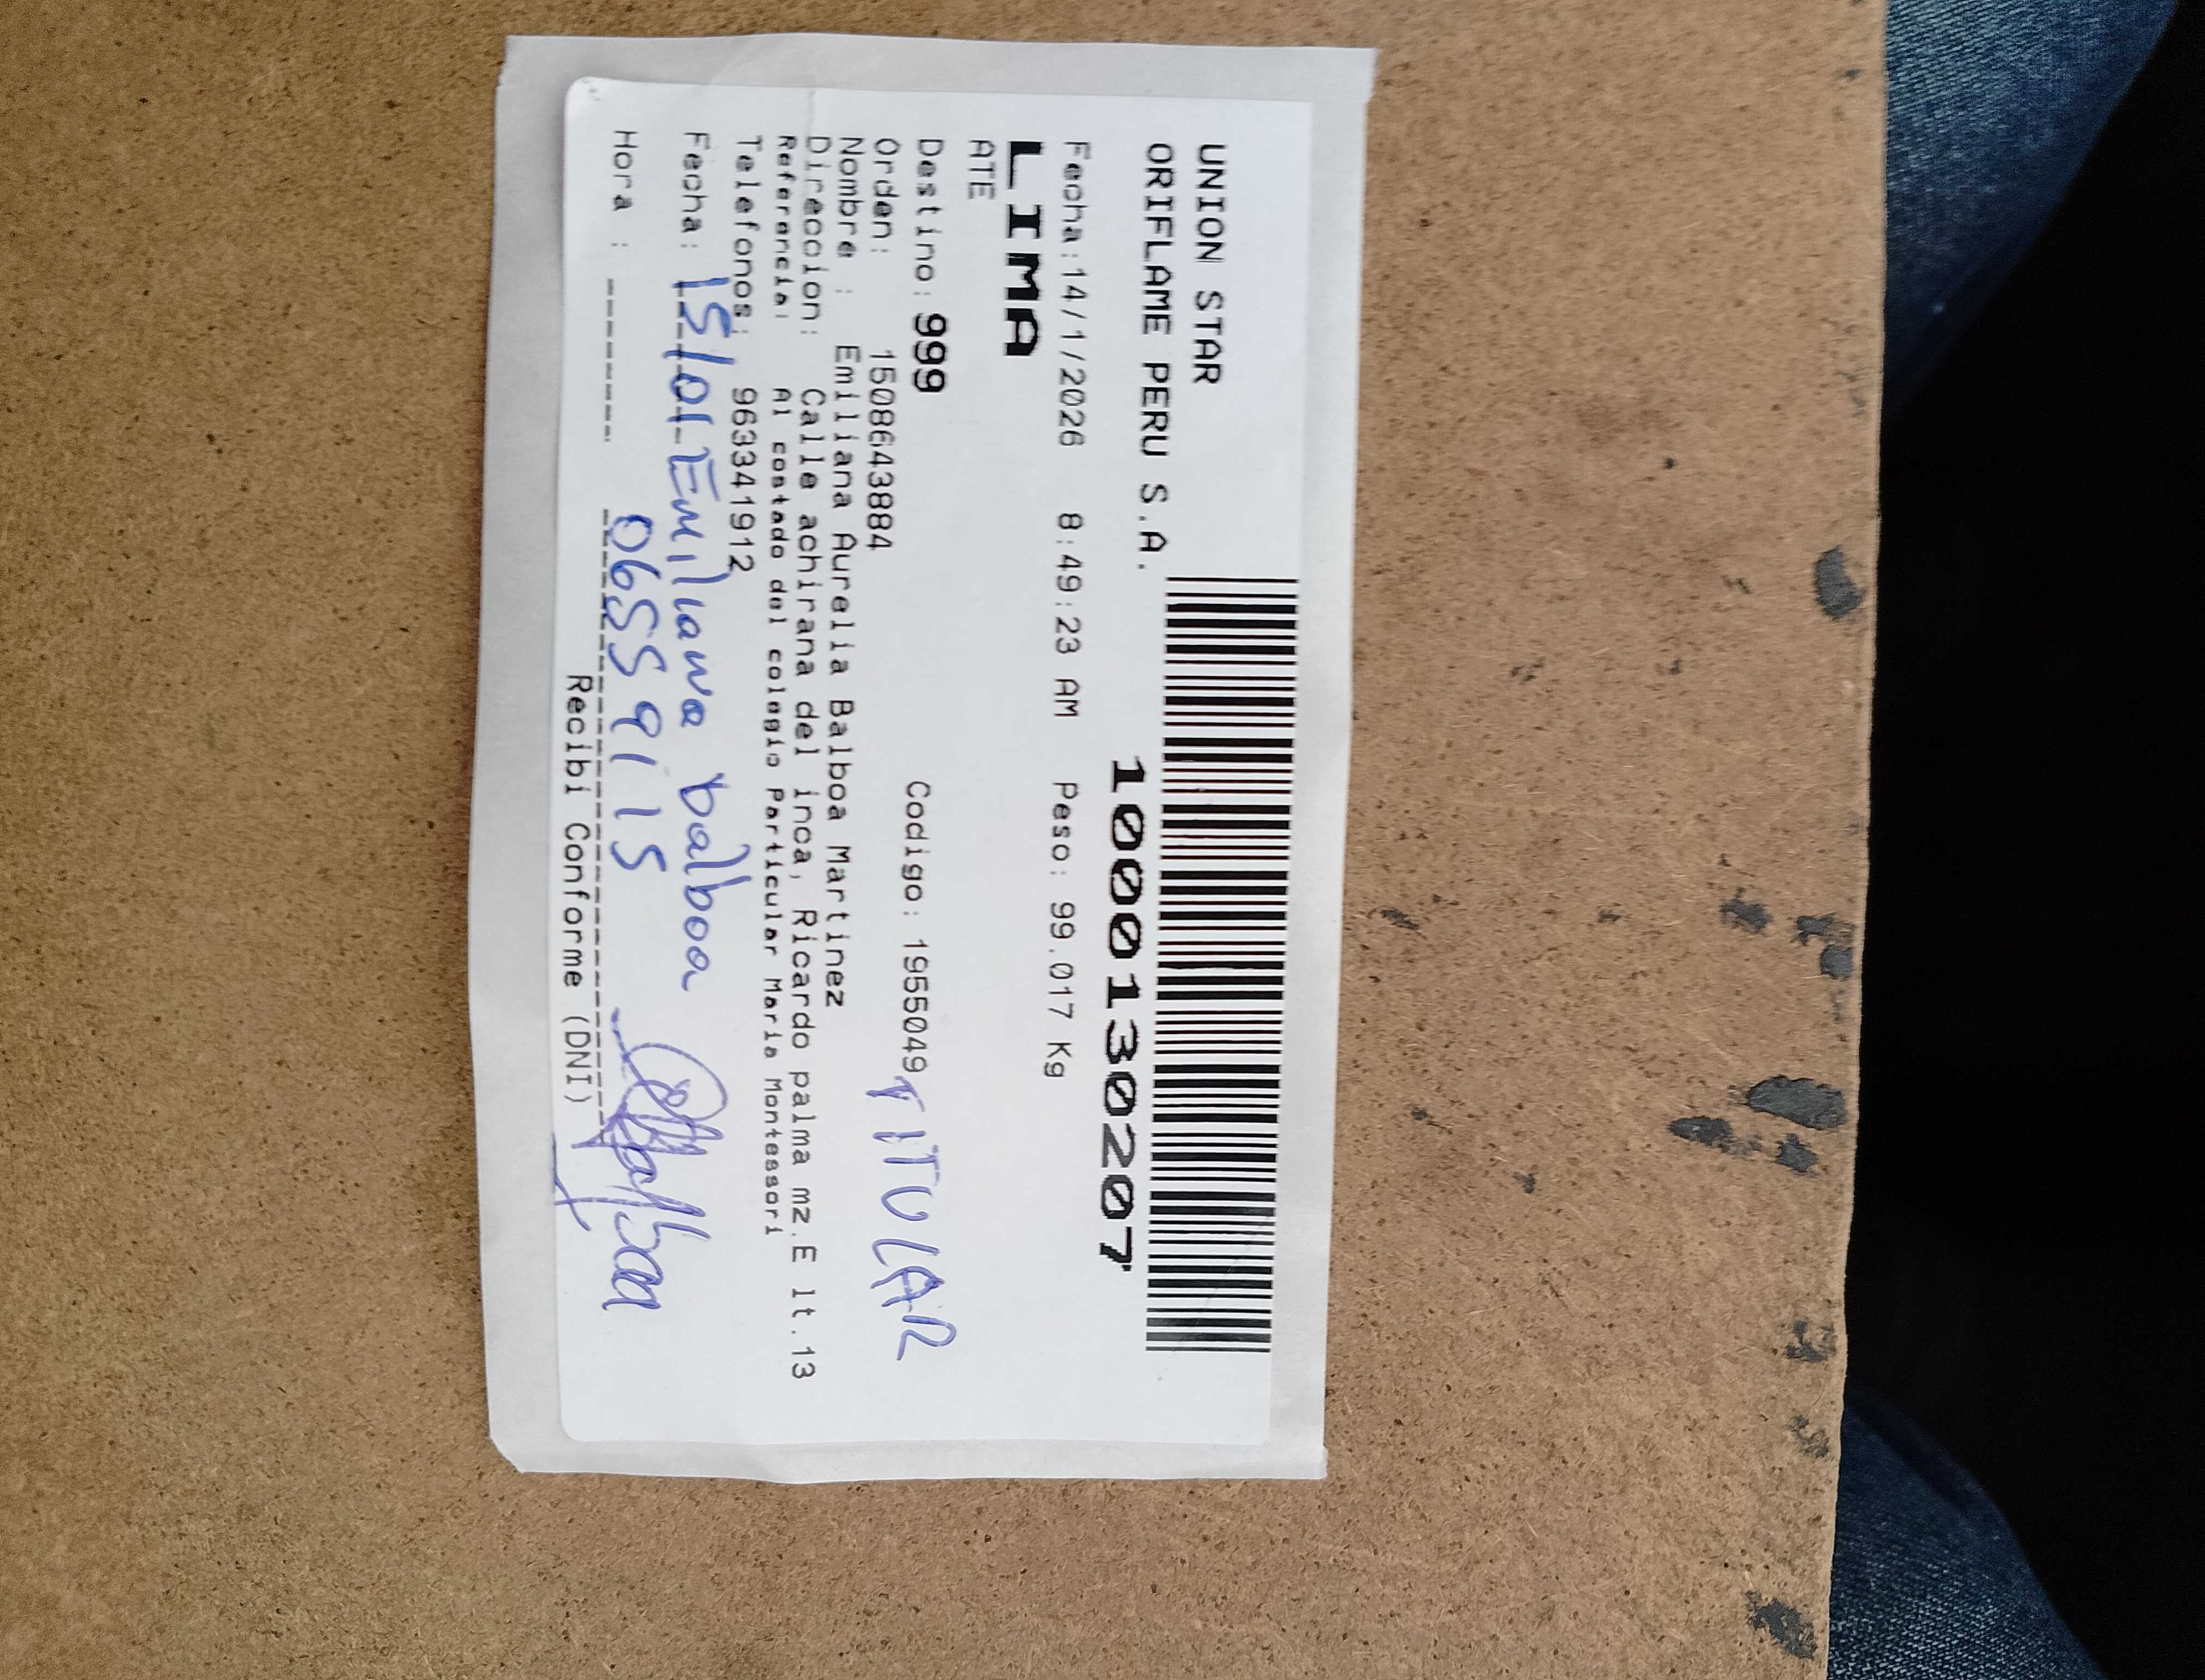 UNION STAR
ORIFLAME PERU S.A.
1000130207
Fecha:14/1/2026 8:49:23 AM Peso: 99.017 Kg
LIMA
ATE
Destino: 999 Codigo: 1955049
TITULAR
Orden: 1508643884
Nombre : Emiliana Aurelia Balboa Martinez
Direccion: Calle achirana del inca, Ricardo palma mz.E lt.13
Referencia: Al costado del colegio Particular Maria Montessori
Telefonos: 963341912
Fecha: 15/01 Emiliana balboa
Hora : 06559115
Recibi Conforme (DNI)